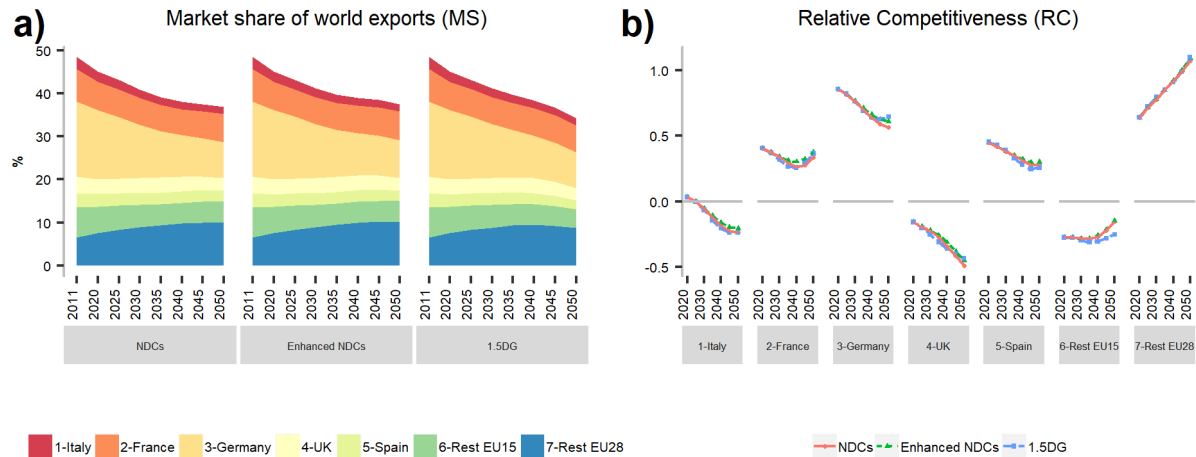 a)
Market share of world exports (MS)
50
40
30
20
10
0
%
2011 2020 2025 2030 2035 2040 2045 2050
2011 2020 2025 2030 2035 2040 2045 2050
2011 2020 2025 2030 2035 2040 2045 2050
NDCs Enhanced NDCs 1.5DG
1-Italy 2-France 3-Germany 4-UK 5-Spain 6-Rest EU15 7-Rest EU28
b)
Relative Competitiveness (RC)
1.0
0.5
0.0
-0.5
2020 2030 2040 2050
2020 2030 2040 2050
2020 2030 2040 2050
2020 2030 2040 2050
2020 2030 2040 2050
2020 2030 2040 2050
2020 2030 2040 2050
1-Italy 2-France 3-Germany 4-UK 5-Spain 6-Rest EU15 7-Rest EU28
NDCs Enhanced NDCs 1.5DG